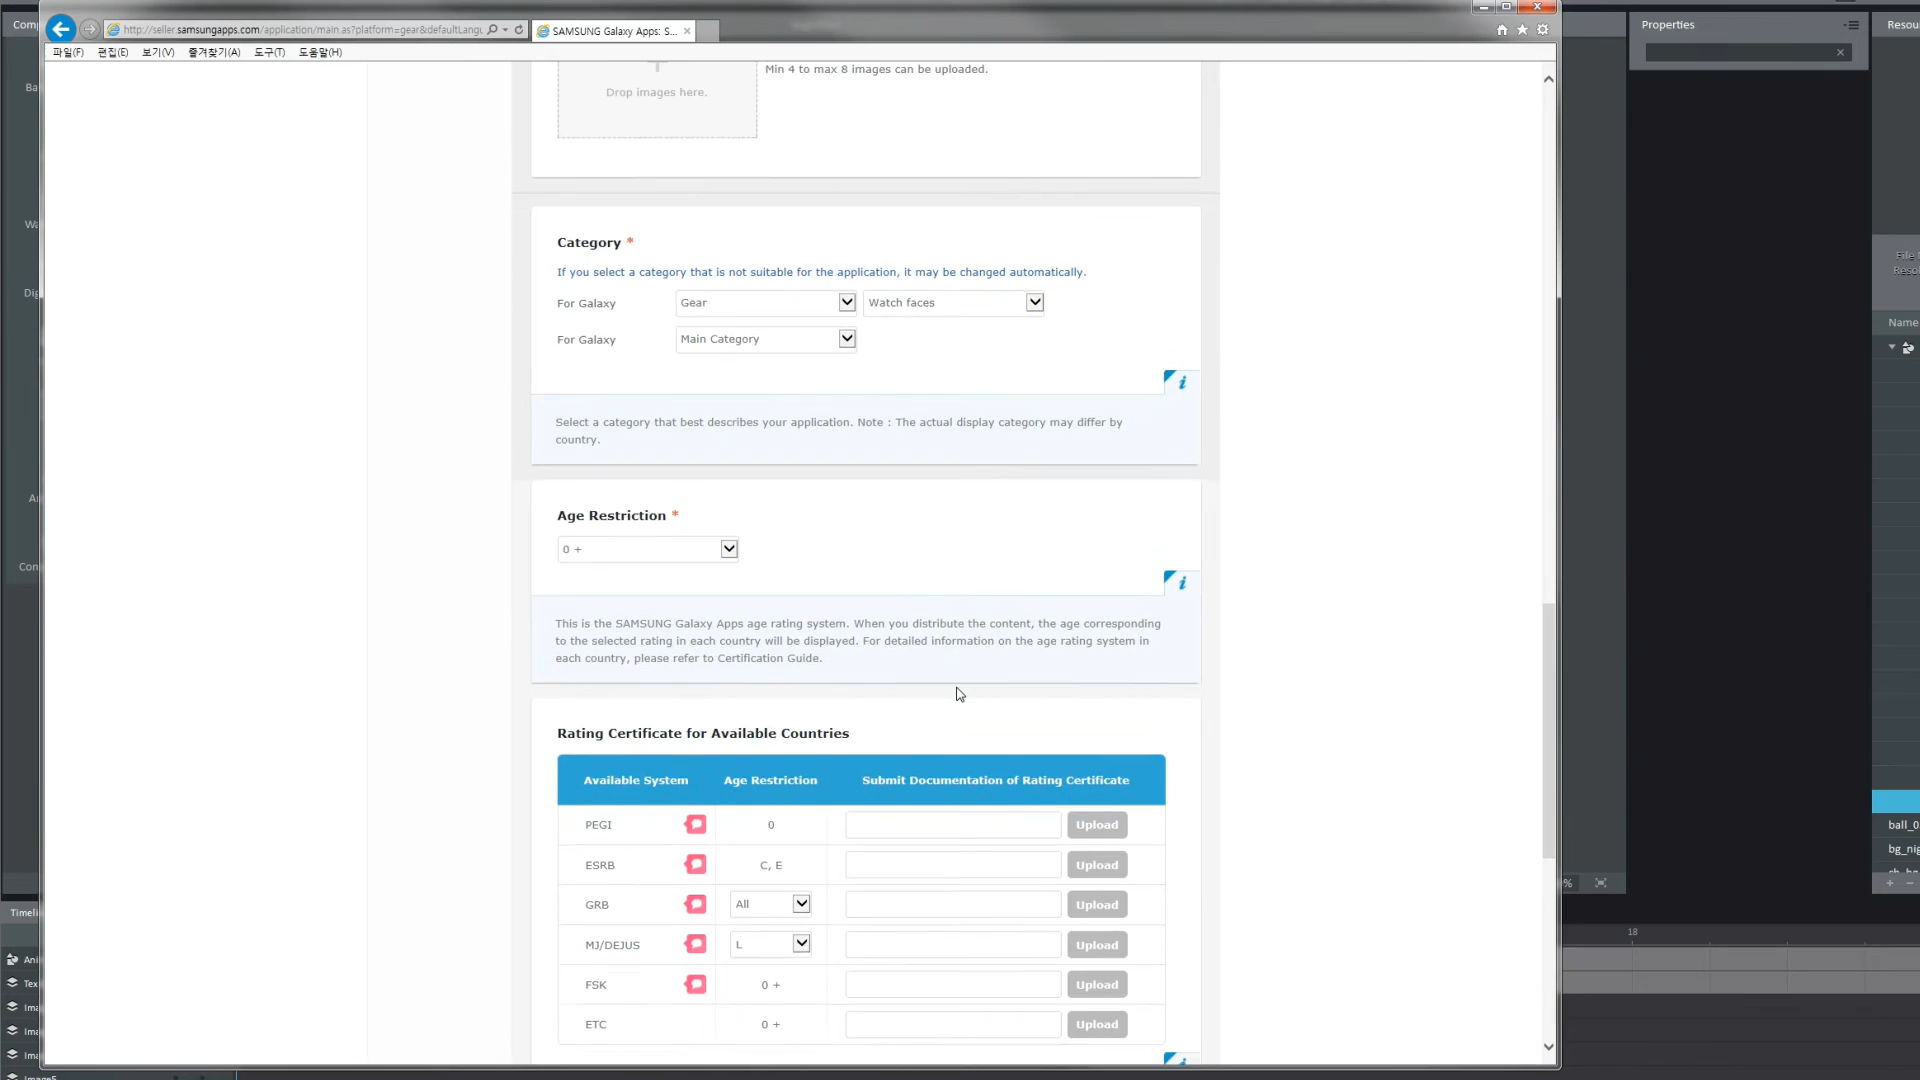 http://seller.samsungapps.com/application/main.as?platform=gear&defaultLangu
SAMSUNG Galaxy Apps: S...
파일(F) 편집(E) 보기(V) 즐겨찾기(A) 도구(T) 도움말(H)
Min 4 to max 8 images can be uploaded.
Drop images here.
Category *
If you select a category that is not suitable for the application, it may be changed automatically.
For Galaxy Gear Watch faces
For Galaxy Main Category
Select a category that best describes your application. Note : The actual display category may differ by
country.
Age Restriction *
0 +
This is the SAMSUNG Galaxy Apps age rating system. When you distribute the content, the age corresponding
to the selected rating in each country will be displayed. For detailed information on the age rating system in
each country, please refer to Certification Guide.
Rating Certificate for Available Countries
Available System Age Restriction Submit Documentation of Rating Certificate
PEGI 0 Upload
ESRB C, E Upload
GRB All Upload
MJ/DEJUS L Upload
FSK 0 + Upload
ETC 0 + Upload
Properties
Resou
File
Reso
Name
ball_0
bg_nig
%
18
Comp
Ba
Wa
Dig
An
Con
Timeli
Ani
Tex
Ima
Ima
Ima
Image5